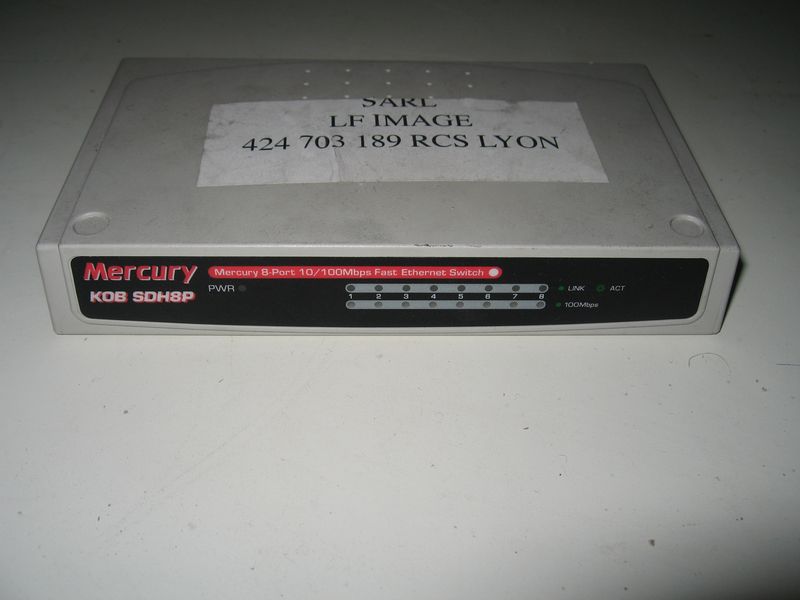 SARL
LF IMAGE
424 703 189 RCS LYON
Mercury
Mercury 8-Port 10/100Mbps Fast Ethernet Switch
KOB SDH8P
PWR
1 2 3 4 5 6 7 8
LINK ACT
100Mbps